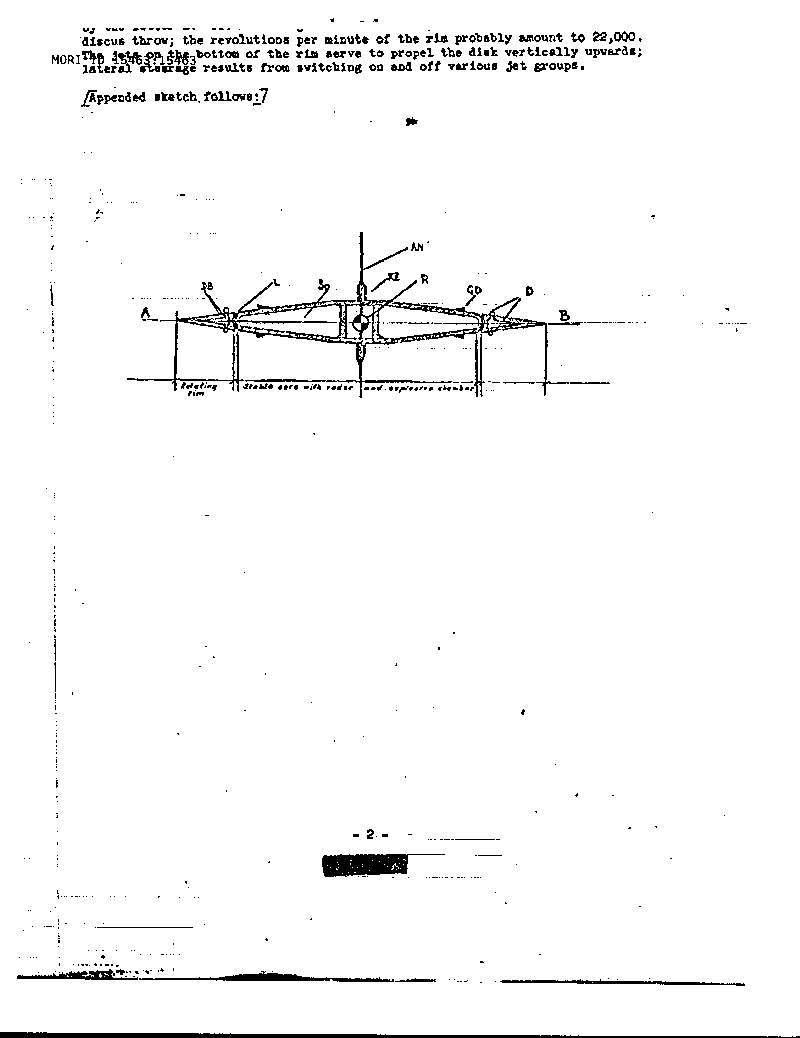 discus throw; the revolutions per minute of the rim probably amount to 22,000.
The jets on the bottom of the rim serve to propel the disk vertically upwards;
MORI ID 15463:15463
lateral steerage results from switching on and off various jet groups.
[Appended sketch follows:]
AN
SB L Sp KZ R GD D
A B
Rotating rim
Stable core with radar and explosive chamber
- 2 -